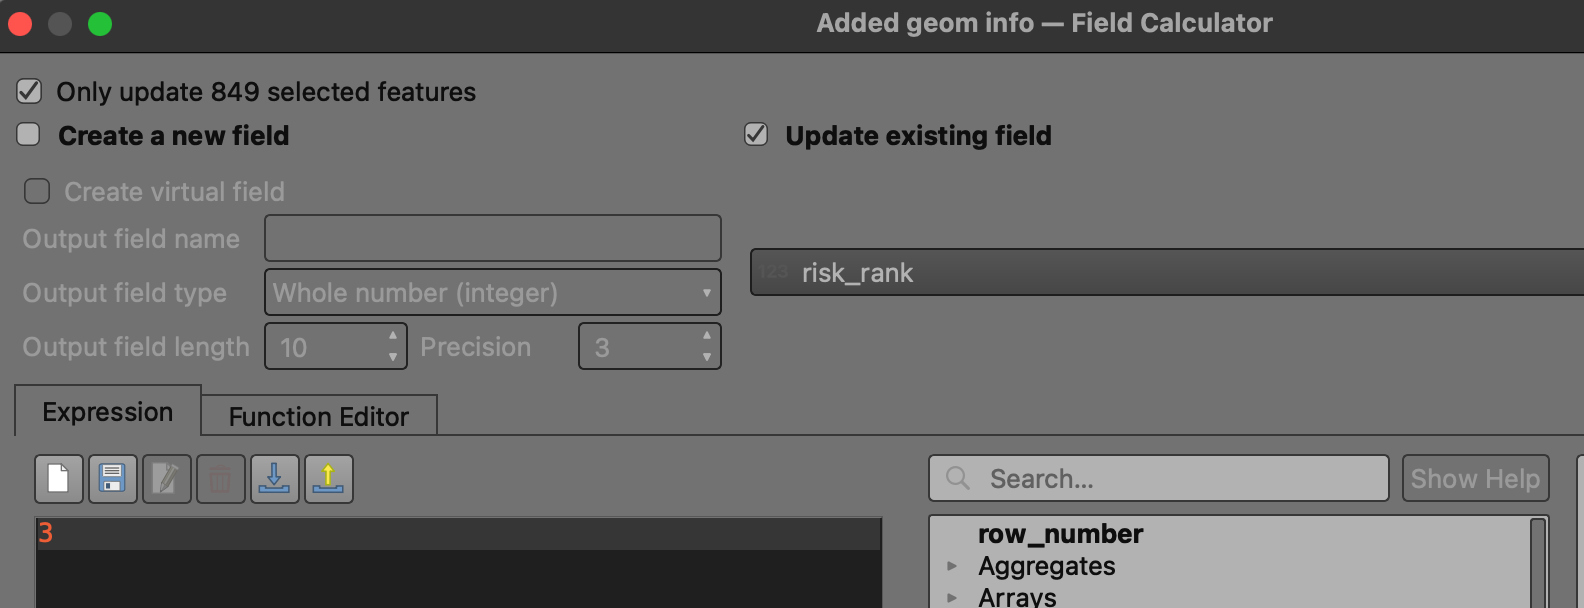 Added geom info — Field Calculator
Only update 849 selected features
Create a new field
Update existing field
Create virtual field
Output field name
123 risk_rank
Output field type
Whole number (integer)
Output field length
10
Precision
3
Expression
Function Editor
Search...
Show Help
3
row_number
Aggregates
Arrays